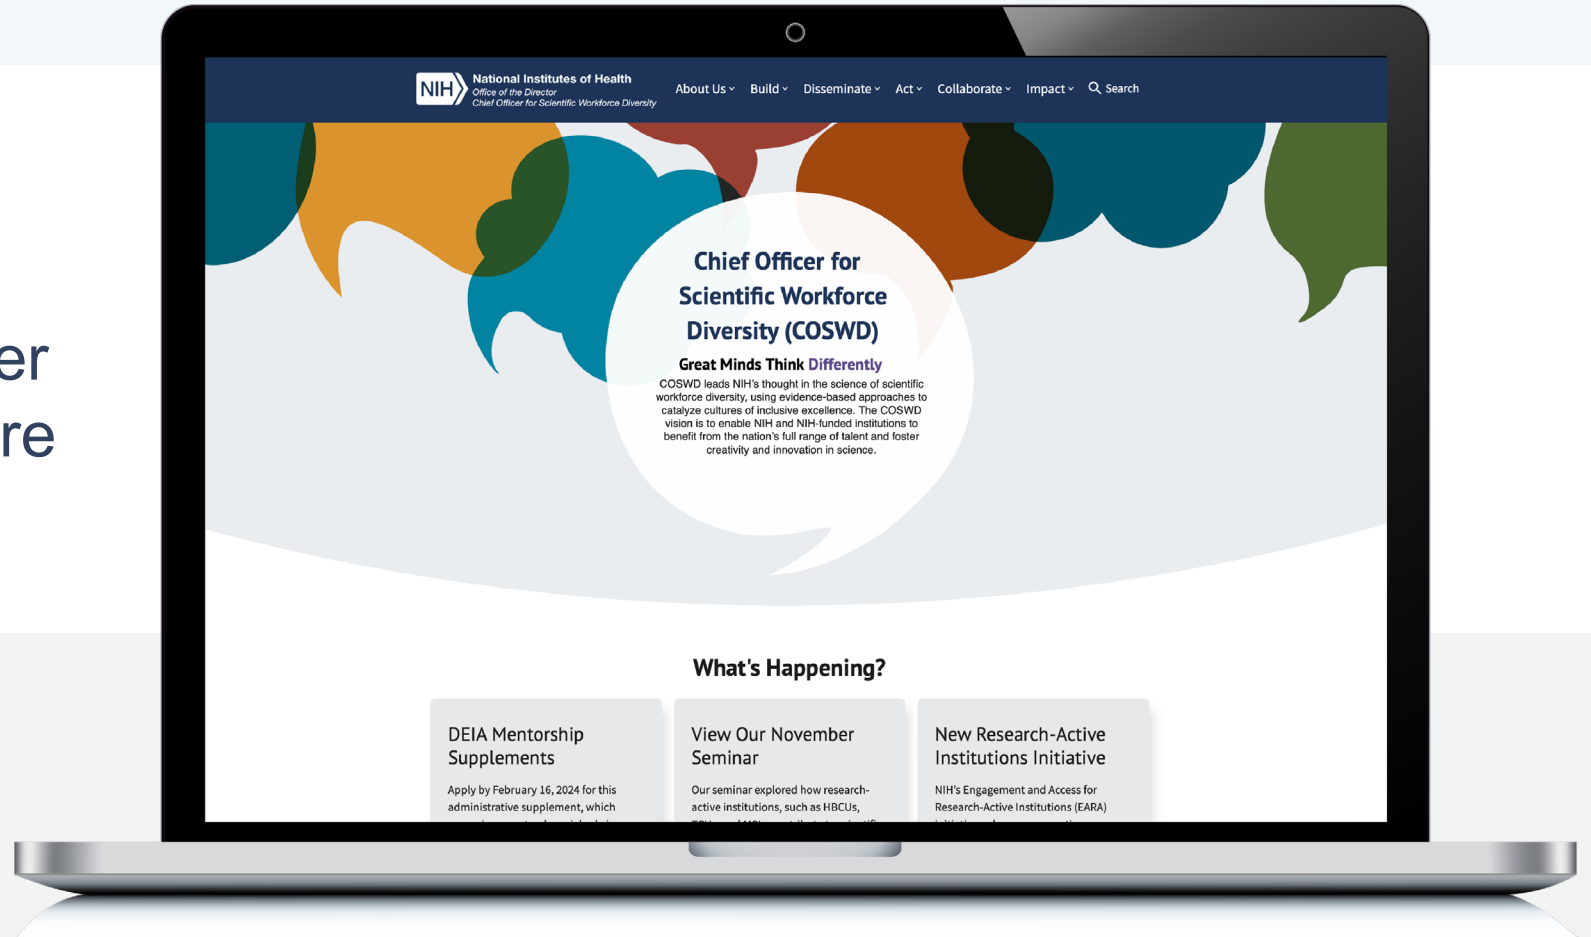 er
re
NIH
National Institutes of Health
Office of the Director
Chief Officer for Scientific Workforce Diversity
About Us
Build
Disseminate
Act
Collaborate
Impact
Search
Chief Officer for
Scientific Workforce
Diversity (COSWD)
Great Minds Think Differently
COSWD leads NIH's thought in the science of scientific
workforce diversity, using evidence-based approaches to
catalyze cultures of inclusive excellence. The COSWD
vision is to enable NIH and NIH-funded institutions to
benefit from the nation's full range of talent and foster
creativity and innovation in science.
What's Happening?
DEIA Mentorship
Supplements
Apply by February 16, 2024 for this
administrative supplement, which
View Our November
Seminar
Our seminar explored how research-
active institutions, such as HBCUs,
New Research-Active
Institutions Initiative
NIH's Engagement and Access for
Research-Active Institutions (EARA)